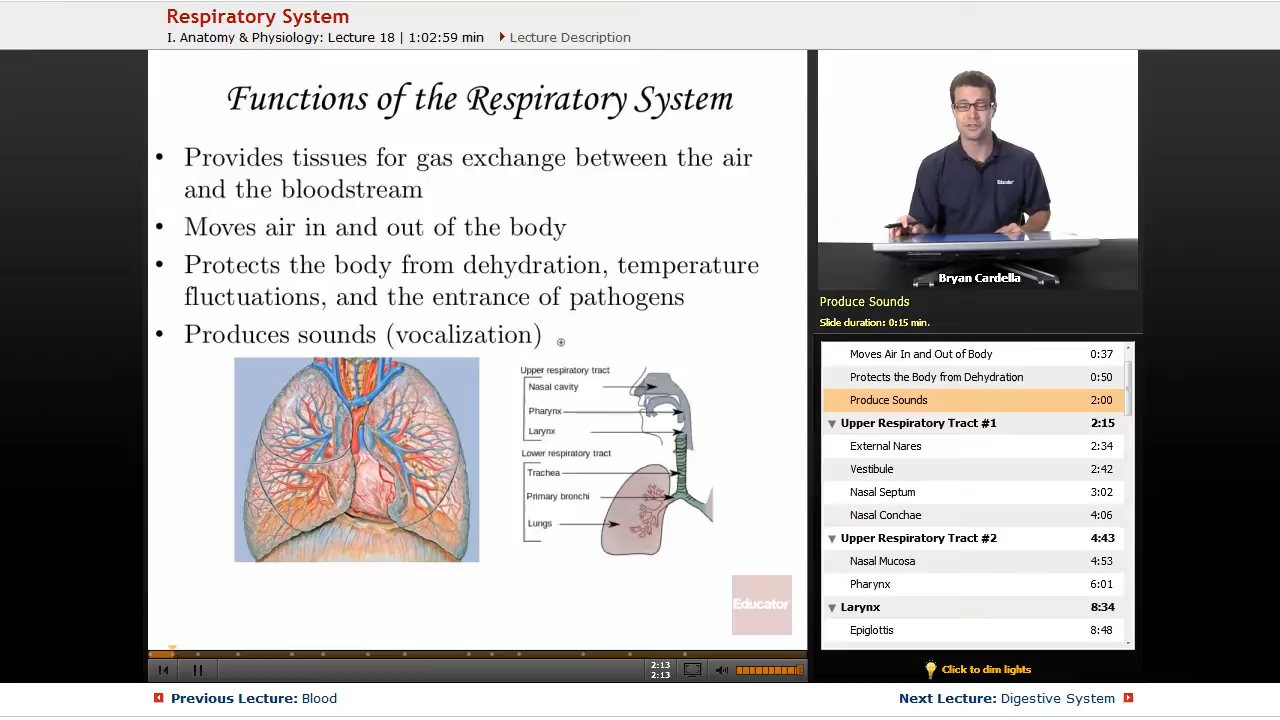 Respiratory System
I. Anatomy & Physiology: Lecture 18 | 1:02:59 min
Lecture Description
Functions of the Respiratory System
• Provides tissues for gas exchange between the air
and the bloodstream
• Moves air in and out of the body
• Protects the body from dehydration, temperature
fluctuations, and the entrance of pathogens
• Produces sounds (vocalization)
Upper respiratory tract
Nasal cavity
Pharynx
Larynx
Lower respiratory tract
Trachea
Primary bronchi
Lungs
Educator
Educator
Bryan Cardella
Produce Sounds
Slide duration: 0:15 min.
Moves Air In and Out of Body 0:37
Protects the Body from Dehydration 0:50
Produce Sounds 2:00
Upper Respiratory Tract #1 2:15
External Nares 2:34
Vestibule 2:42
Nasal Septum 3:02
Nasal Conchae 4:06
Upper Respiratory Tract #2 4:43
Nasal Mucosa 4:53
Pharynx 6:01
Larynx 8:34
Epiglottis 8:48
2:13
2:13
Click to dim lights
Previous Lecture: Blood
Next Lecture: Digestive System